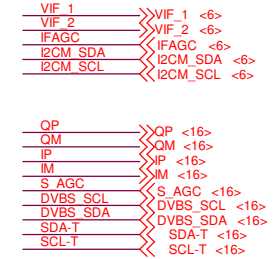 VIF_1 VIF_1 <6>
VIF_2 VIF_2 <6>
IFAGC IFAGC <6>
I2CM_SDA I2CM_SDA <6>
I2CM_SCL I2CM_SCL <6>
QP QP <16>
QM QM <16>
IP IP <16>
IM IM <16>
S_AGC S_AGC <16>
DVBS_SCL DVBS_SCL <16>
DVBS_SDA DVBS_SDA <16>
SDA-T SDA-T <16>
SCL-T SCL-T <16>